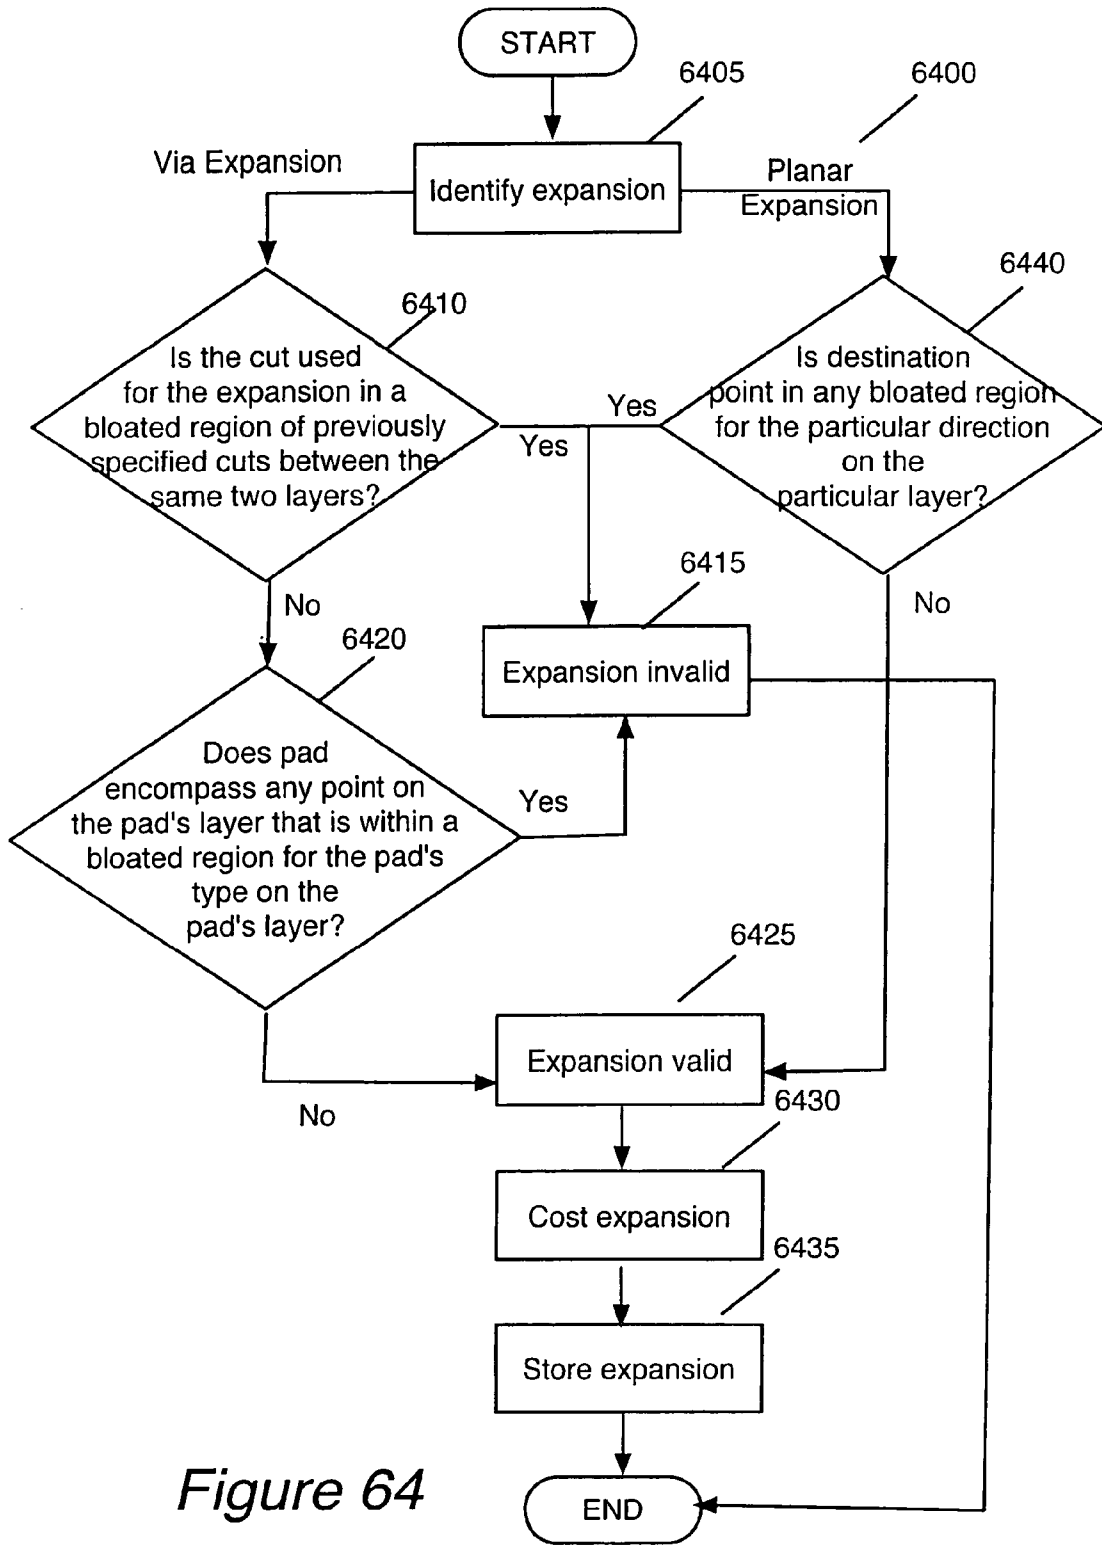 START
6405
6400
Via Expansion
Identify expansion
Planar
Expansion
6410
6440
Is the cut used
for the expansion in a
bloated region of previously
specified cuts between the
same two layers?
Is destination
point in any bloated region
for the particular direction
on the
particular layer?
Yes
Yes
No
6415
No
6420
Expansion invalid
Does pad
encompass any point on
the pad's layer that is within a
bloated region for the pad's
type on the
pad's layer?
Yes
6425
Expansion valid
No
6430
Cost expansion
6435
Store expansion
Figure 64
END